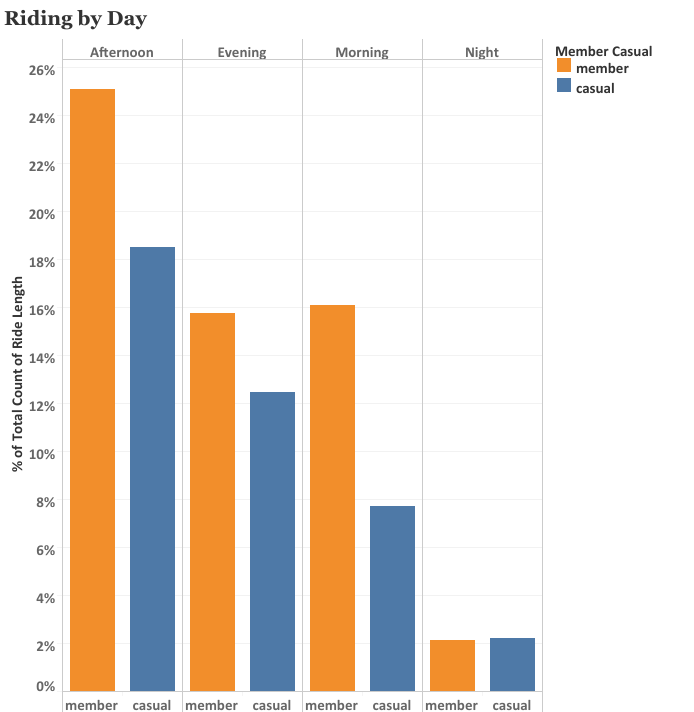 Riding by Day
Afternoon Evening Morning Night
Member Casual
member
casual
26%
24%
22%
20%
18%
16%
14%
12%
10%
8%
6%
4%
2%
0%
% of Total Count of Ride Length
member casual member casual member casual member casual